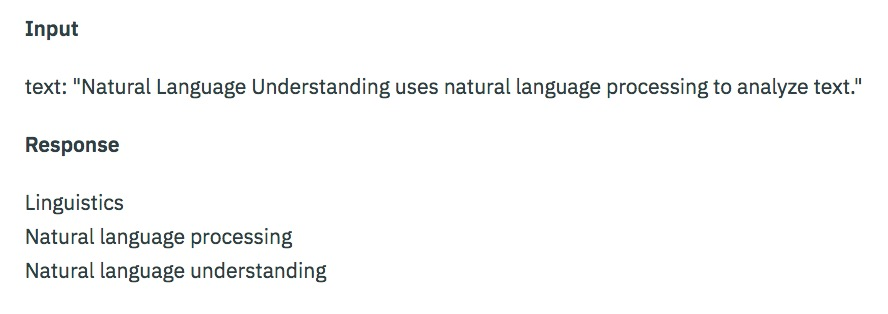 Input
text: "Natural Language Understanding uses natural language processing to analyze text."
Response
Linguistics
Natural language processing
Natural language understanding